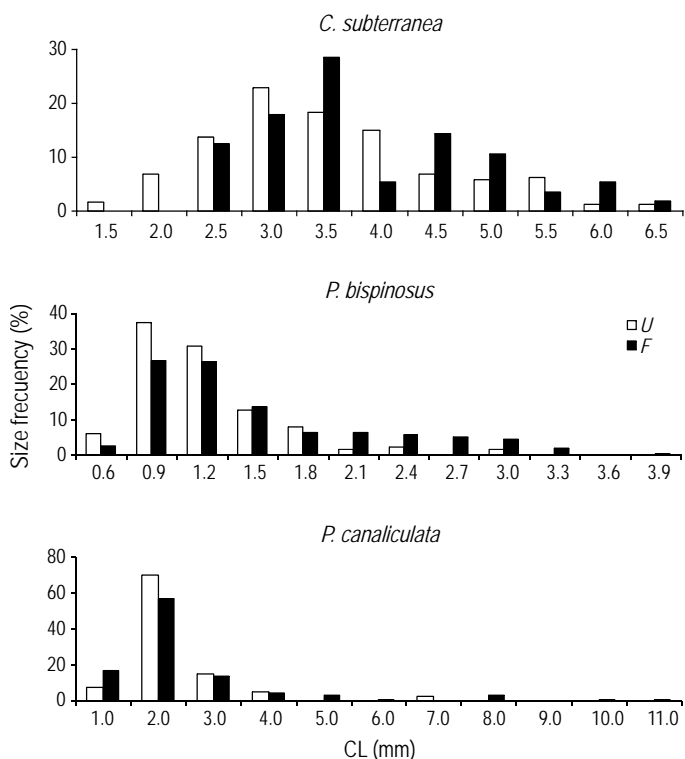 C. subterranea
30
20
10
0
1.5 2.0 2.5 3.0 3.5 4.0 4.5 5.0 5.5 6.0 6.5
P. bispinosus
40
30
20
10
0
U
F
0.6 0.9 1.2 1.5 1.8 2.1 2.4 2.7 3.0 3.3 3.6 3.9
Size frecuency (%)
P. canaliculata
80
60
40
20
0
1.0 2.0 3.0 4.0 5.0 6.0 7.0 8.0 9.0 10.0 11.0
CL (mm)